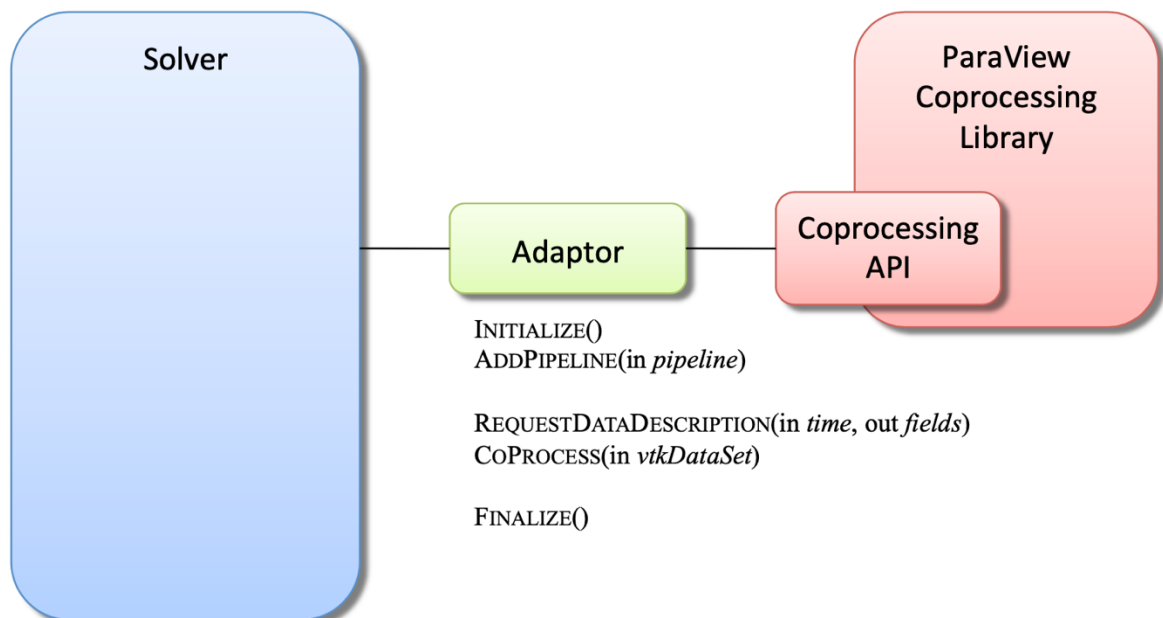 Solver
ParaView
Coprocessing
Library
Adaptor
Coprocessing
API
INITIALIZE()
ADDPIPELINE(in pipeline)
REQUESTDATADESCRIPTION(in time, out fields)
COPROCESS(in vtkDataSet)
FINALIZE()